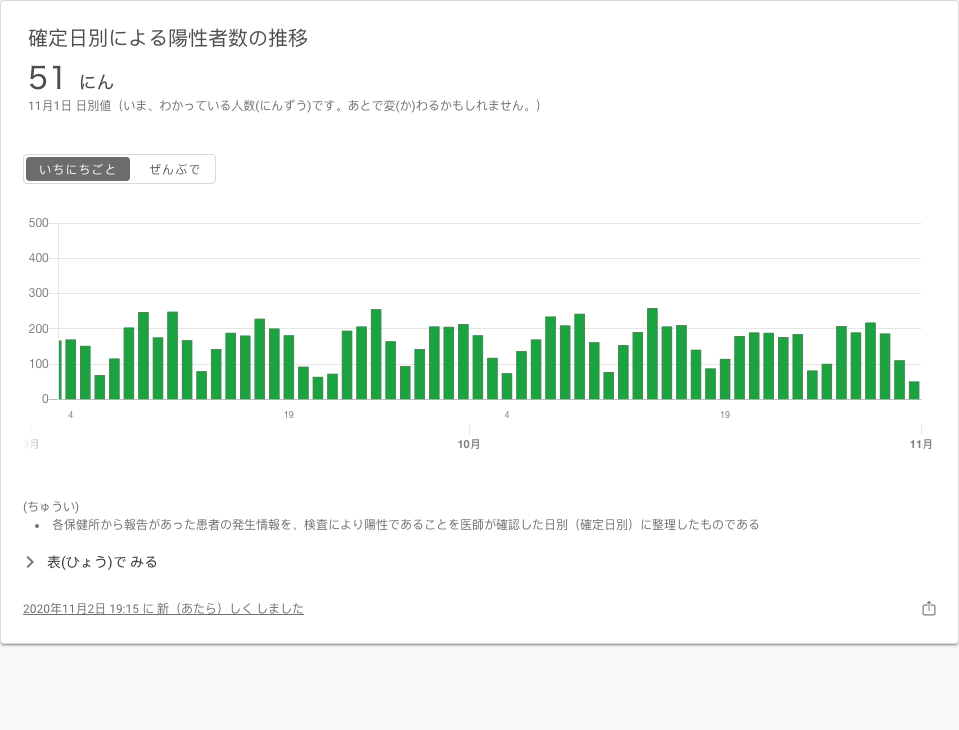 確定日別による陽性者数の推移
51 にん
11月1日 日別値（いま、わかっている人数(にんずう)です。あとで変(か)わるかもしれません。）
いちにちごと ぜんぶで
500
400
300
200
100
0
4 19 4 19
月 10月 11月
(ちゅうい)
• 各保健所から報告があった患者の発生情報を、検査により陽性であることを医師が確認した日別（確定日別）に整理したものである
表(ひょう)で みる
2020年11月2日 19:15 に 新（あたら）しく しました